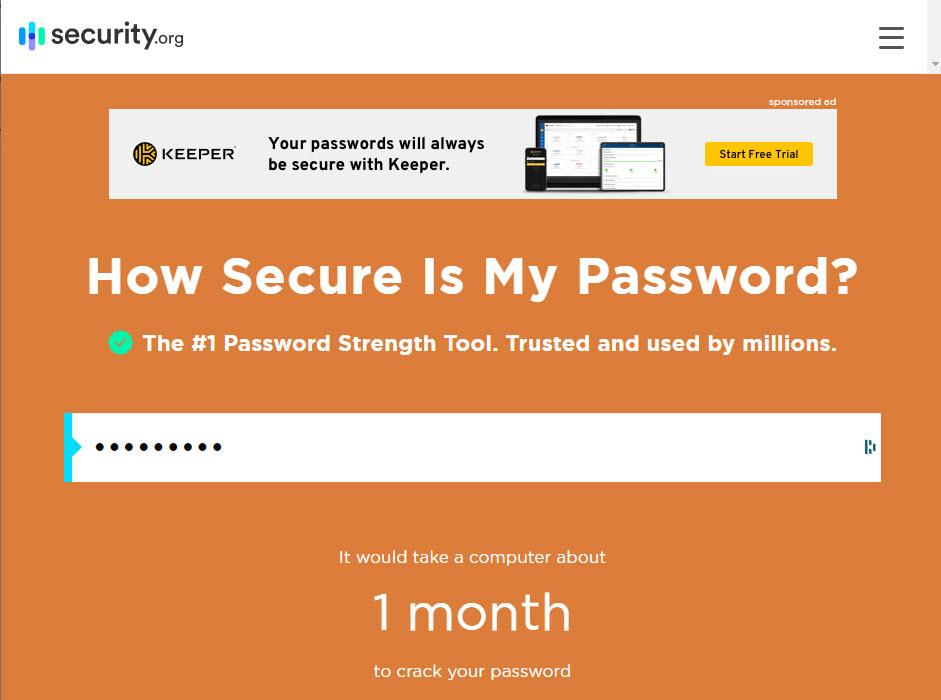 security.org
sponsored ad
KEEPER
Your passwords will always
be secure with Keeper.
Start Free Trial
How Secure Is My Password?
The #1 Password Strength Tool. Trusted and used by millions.
•••••••••
It would take a computer about
1 month
to crack your password